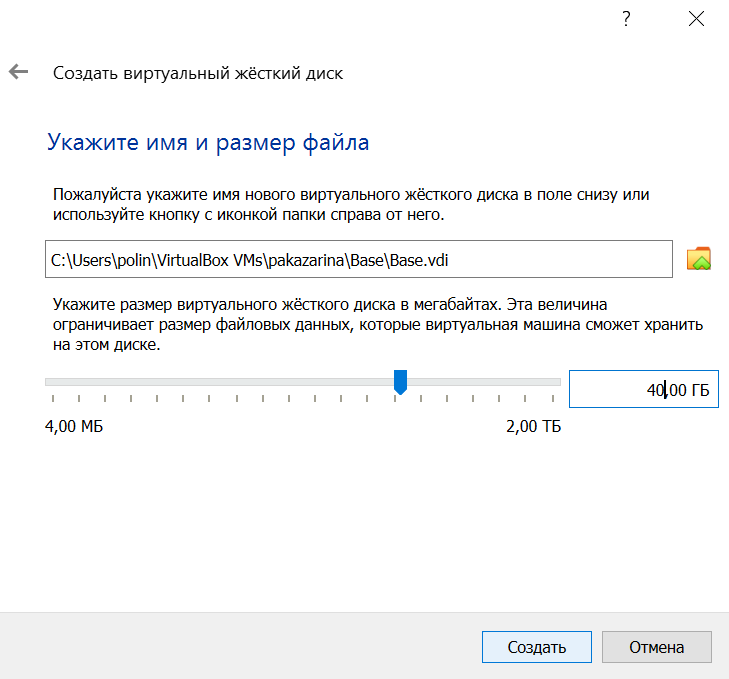 ?
Создать виртуальный жёсткий диск
Укажите имя и размер файла
Пожалуйста укажите имя нового виртуального жёсткого диска в поле снизу или
используйте кнопку с иконкой папки справа от него.
C:\Users\polin\VirtualBox VMs\pakazarina\Base\Base.vdi
Укажите размер виртуального жёсткого диска в мегабайтах. Эта величина
ограничивает размер файловых данных, которые виртуальная машина сможет хранить
на этом диске.
40,00 ГБ
4,00 МБ
2,00 ТБ
Создать
Отмена